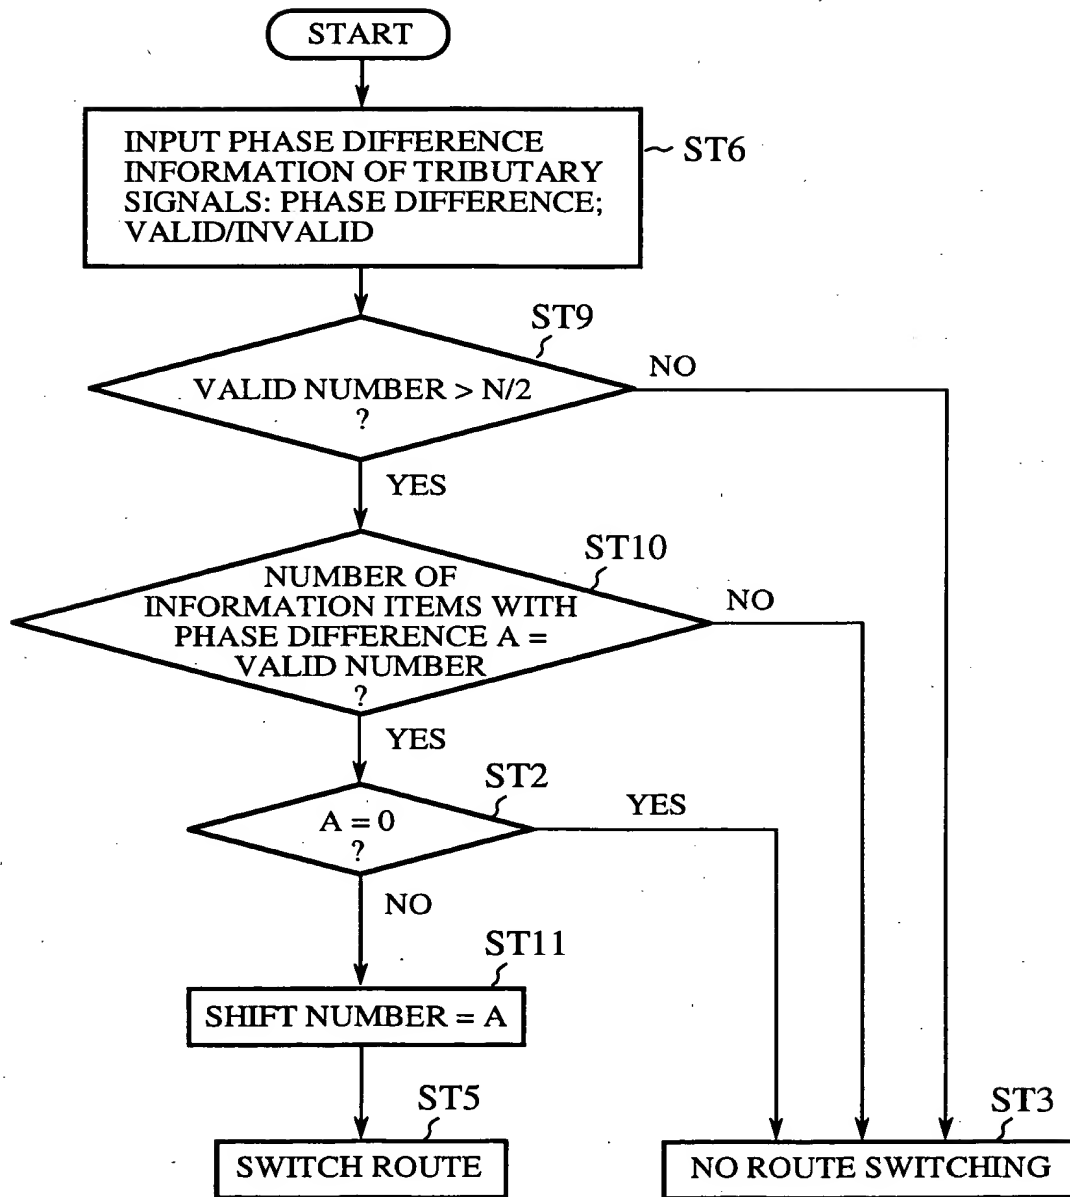 START
INPUT PHASE DIFFERENCE
INFORMATION OF TRIBUTARY
SIGNALS: PHASE DIFFERENCE;
VALID/INVALID
ST6
ST9
VALID NUMBER > N/2
?
NO
YES
ST10
NUMBER OF
INFORMATION ITEMS WITH
PHASE DIFFERENCE A =
VALID NUMBER
?
NO
YES
ST2
A = 0
?
YES
NO
ST11
SHIFT NUMBER = A
ST5
SWITCH ROUTE
ST3
NO ROUTE SWITCHING